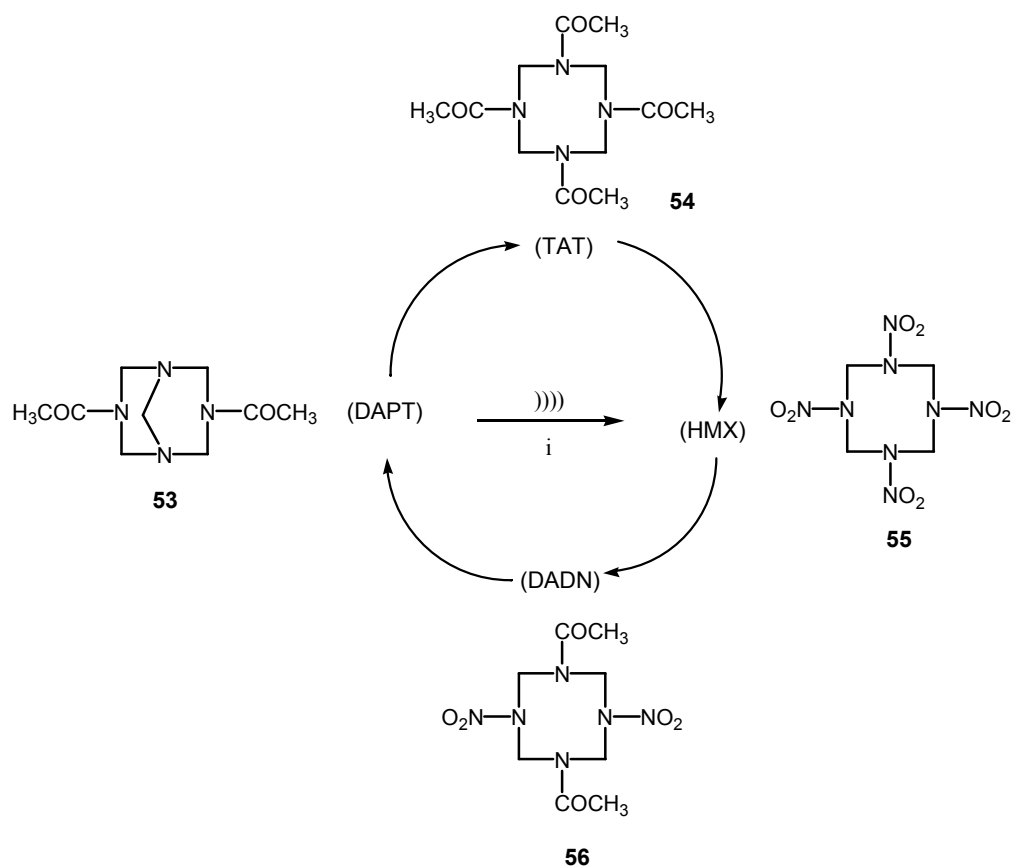 COCH3
N
H3COC N N COCH3
N
COCH3
54
(TAT)
NO2
N
O2N N N NO2
N
NO2
55
N
H3COC N N COCH3
N
53
(DAPT)
))))
i
(HMX)
(DADN)
COCH3
N
O2N N N NO2
N
COCH3
56